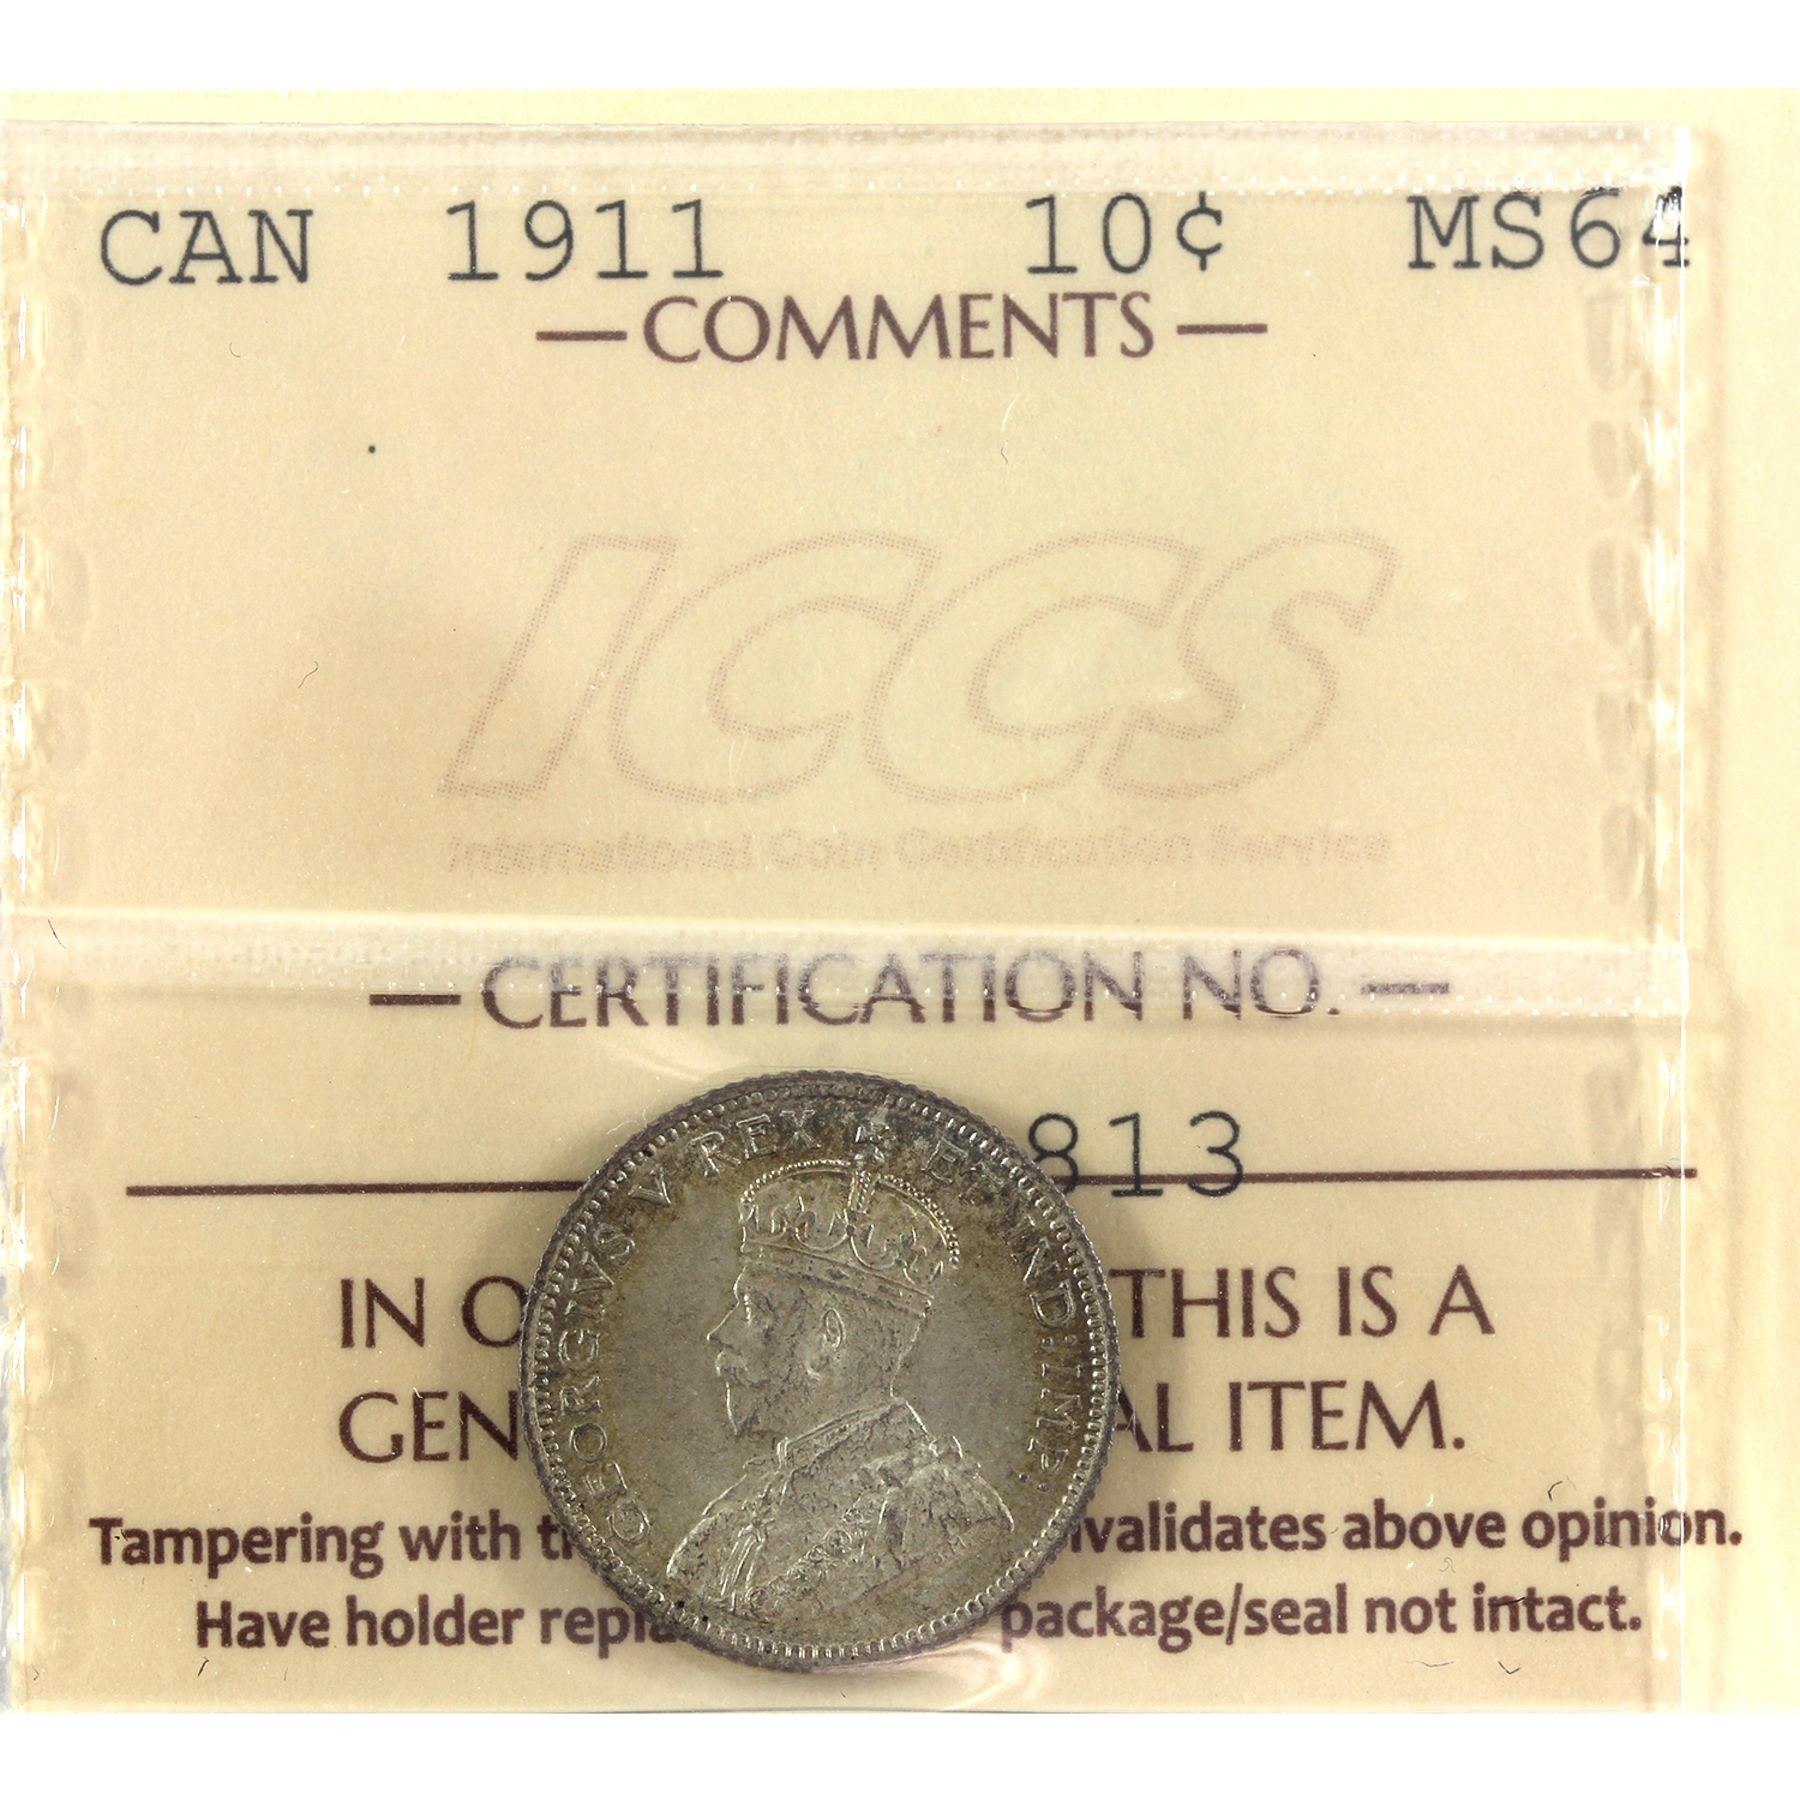 CAN 1911 10¢ MS64
—COMMENTS—
ICCS
International Coin Certification Service
—CERTIFICATION NO.—
813
IN O THIS IS A
GEN AL ITEM.
Tampering with t nvalidates above opinion.
Have holder repla package/seal not intact.
GEORGIVS V REX ET IND: IMP: